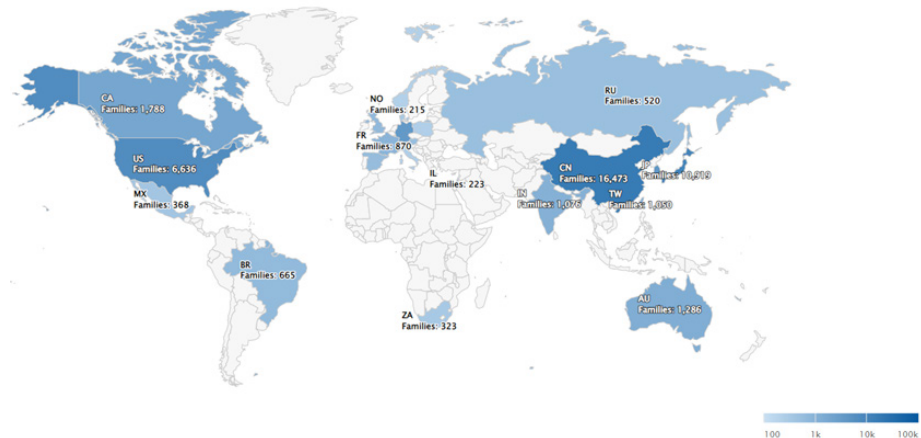 CA
Families: 1,788
US
Families: 6,636
MX
Families: 368
BR
Families: 665
NO
Families: 215
FR
Families: 870
IL
Families: 223
ZA
Families: 323
RU
Families: 520
CN
Families: 16,473
JP
Families: 10,919
IN
Families: 1,076
TW
Families: 1,050
AU
Families: 1,286
100 1k 10k 100k